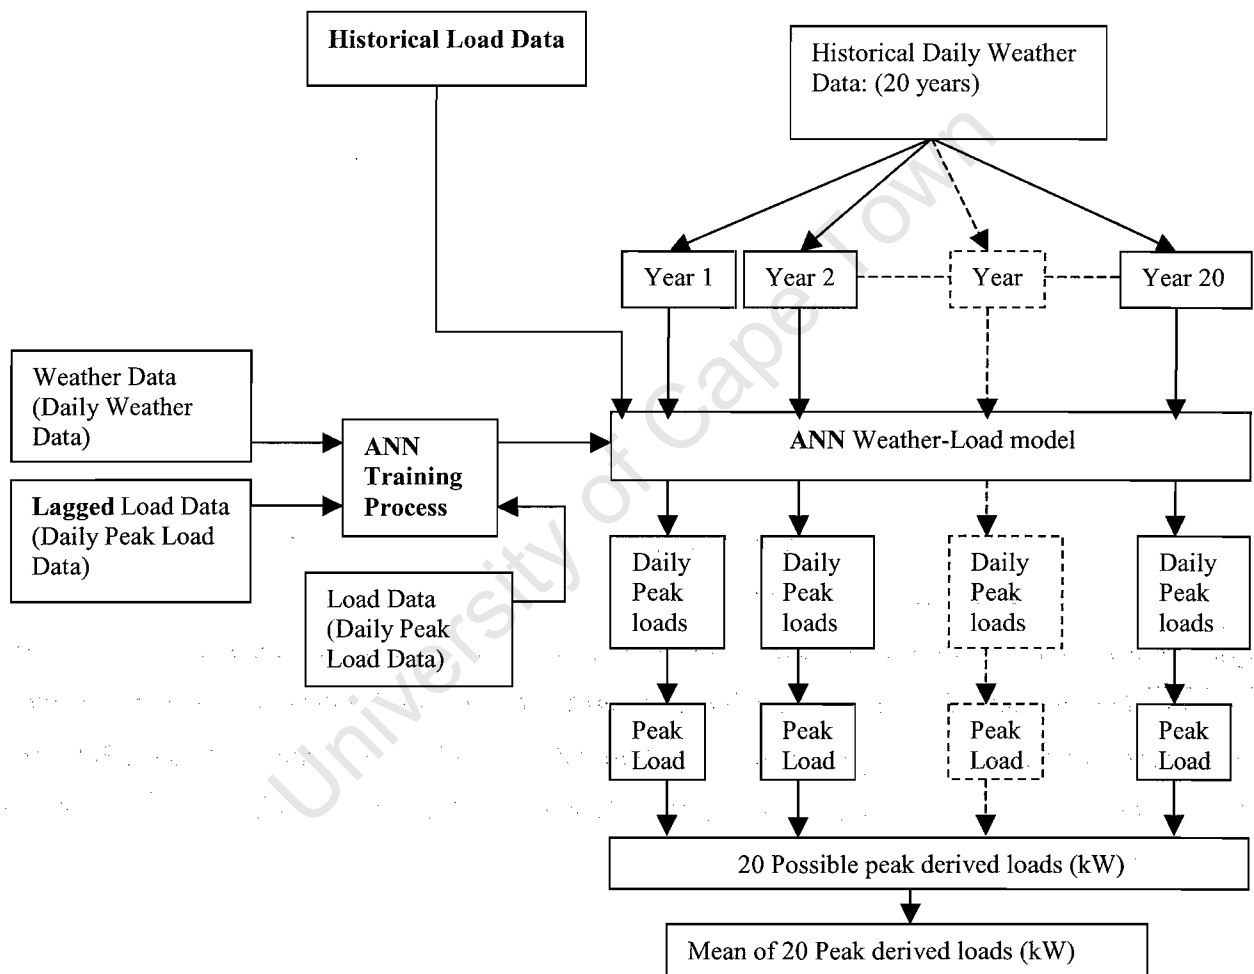 Historical Load Data
Historical Daily Weather
Data: (20 years)
Year 1
Year 2
Year
Year 20
Weather Data
(Daily Weather
Data)
ANN
Training
Process
ANN Weather-Load model
Lagged Load Data
(Daily Peak Load
Data)
Load Data
(Daily Peak
Load Data)
Daily
Peak
loads
Daily
Peak
loads
Daily
Peak
loads
Daily
Peak
loads
Peak
Load
Peak
Load
Peak
Load
Peak
Load
20 Possible peak derived loads (kW)
Mean of 20 Peak derived loads (kW)
University of Cape Town